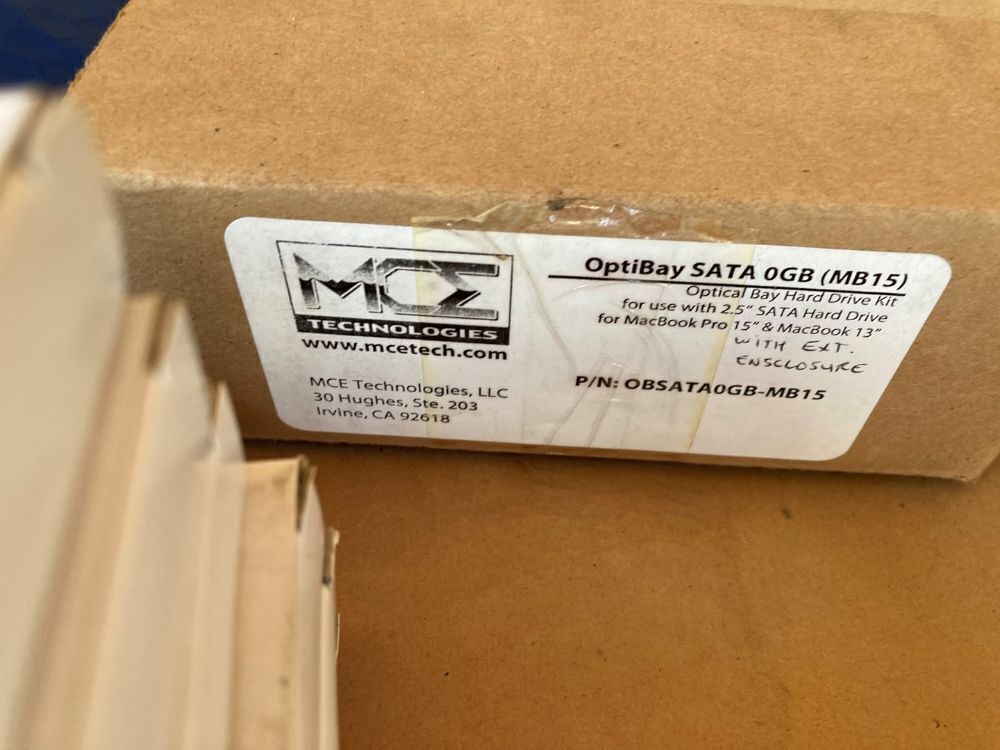 MCE
TECHNOLOGIES
www.mcetech.com
MCE Technologies, LLC
30 Hughes, Ste. 203
Irvine, CA 92618
OptiBay SATA 0GB (MB15)
Optical Bay Hard Drive Kit
for use with 2.5" SATA Hard Drive
for MacBook Pro 15" & MacBook 13"
WITH EXT.
ENSCLOSURE
P/N: OBSATA0GB-MB15